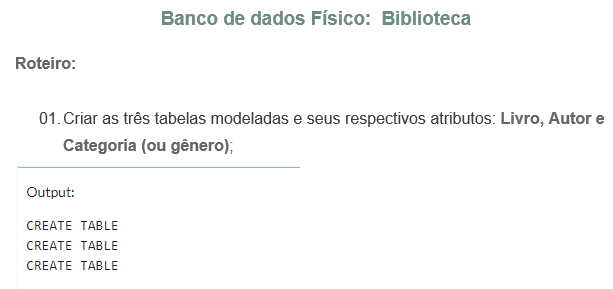 Banco de dados Físico:  Biblioteca
Roteiro:
01. Criar as três tabelas modeladas e seus respectivos atributos: Livro, Autor e
Categoria (ou gênero);
Output:
CREATE TABLE
CREATE TABLE
CREATE TABLE